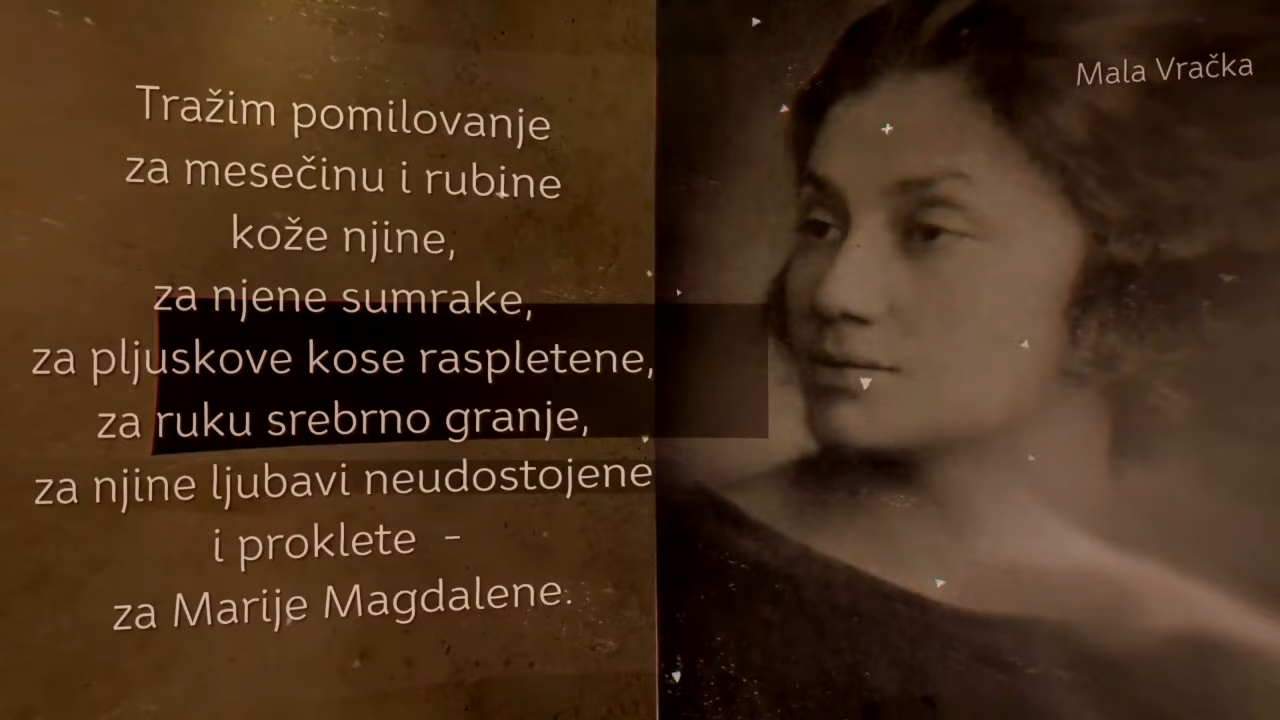 Mala Vračka
Tražim pomilovanje
za mesečinu i rubine
kože njine,
za njene sumrake,
za pljuskove kose raspletene,
za ruku srebrno granje,
za njine ljubavi neudostojene
i proklete -
za Marije Magdalene.